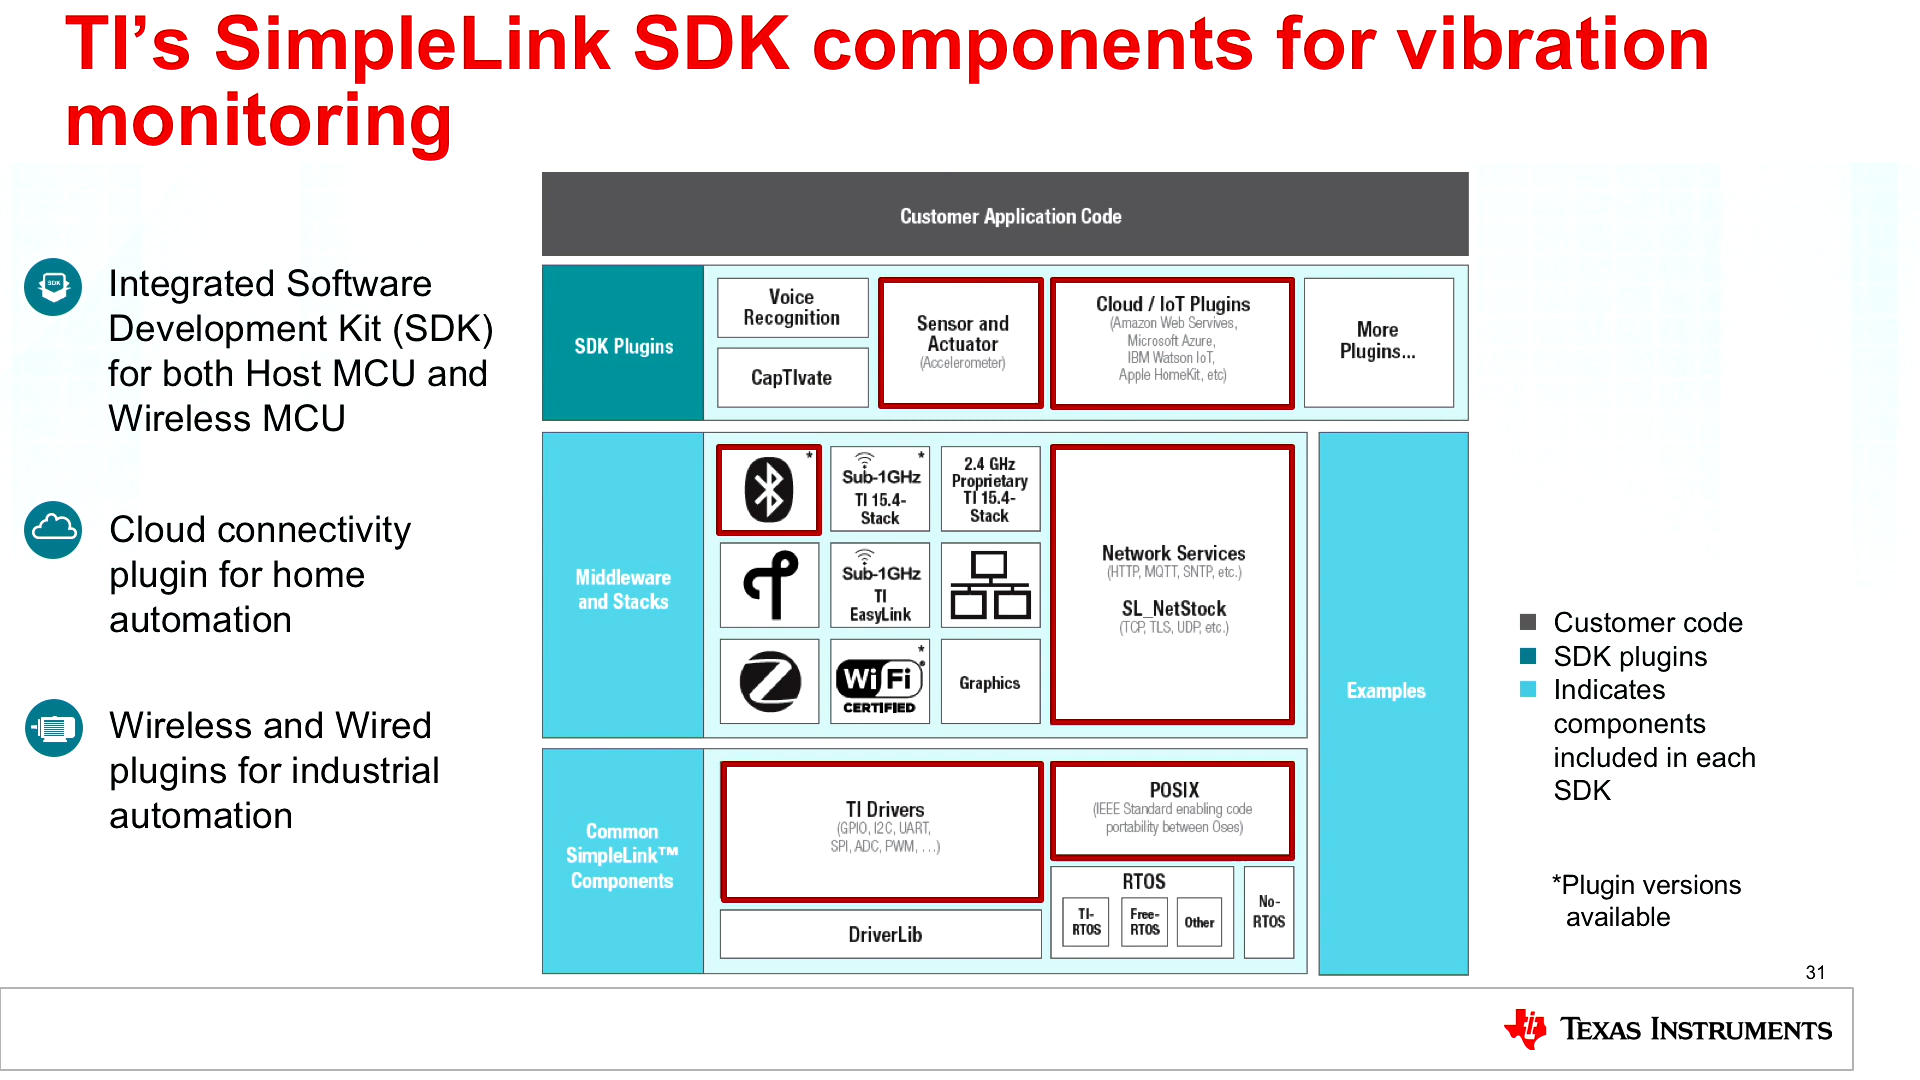 TI’s SimpleLink SDK components for vibration
monitoring
SDK
Integrated Software
Development Kit (SDK)
for both Host MCU and
Wireless MCU
Cloud connectivity
plugin for home
automation
Wireless and Wired
plugins for industrial
automation
Customer Application Code
SDK Plugins
Voice
Recognition
CapTIvate
Sensor and
Actuator
(Accelerometer)
Cloud / IoT Plugins
(Amazon Web Servives,
Microsoft Azure,
IBM Watson IoT,
Apple HomeKit, etc)
More
Plugins...
Middleware
and Stacks
*
*
Sub-1GHz
TI 15.4-
Stack
2.4 GHz
Proprietary
TI 15.4-
Stack
Sub-1GHz
TI
EasyLink
*
Wi Fi
CERTIFIED
Graphics
Network Services
(HTTP, MQTT, SNTP, etc.)
SL_NetStock
(TCP, TLS, UDP, etc.)
Examples
Common
SimpleLink™
Components
TI Drivers
(GPIO, I2C, UART,
SPI, ADC, PWM, . . .)
DriverLib
POSIX
(IEEE Standard enabling code
portability between Oses)
RTOS
TI-
RTOS
Free-
RTOS
Other
No-
RTOS
Customer code
SDK plugins
Indicates
components
included in each
SDK
*Plugin versions
available
31
TEXAS INSTRUMENTS